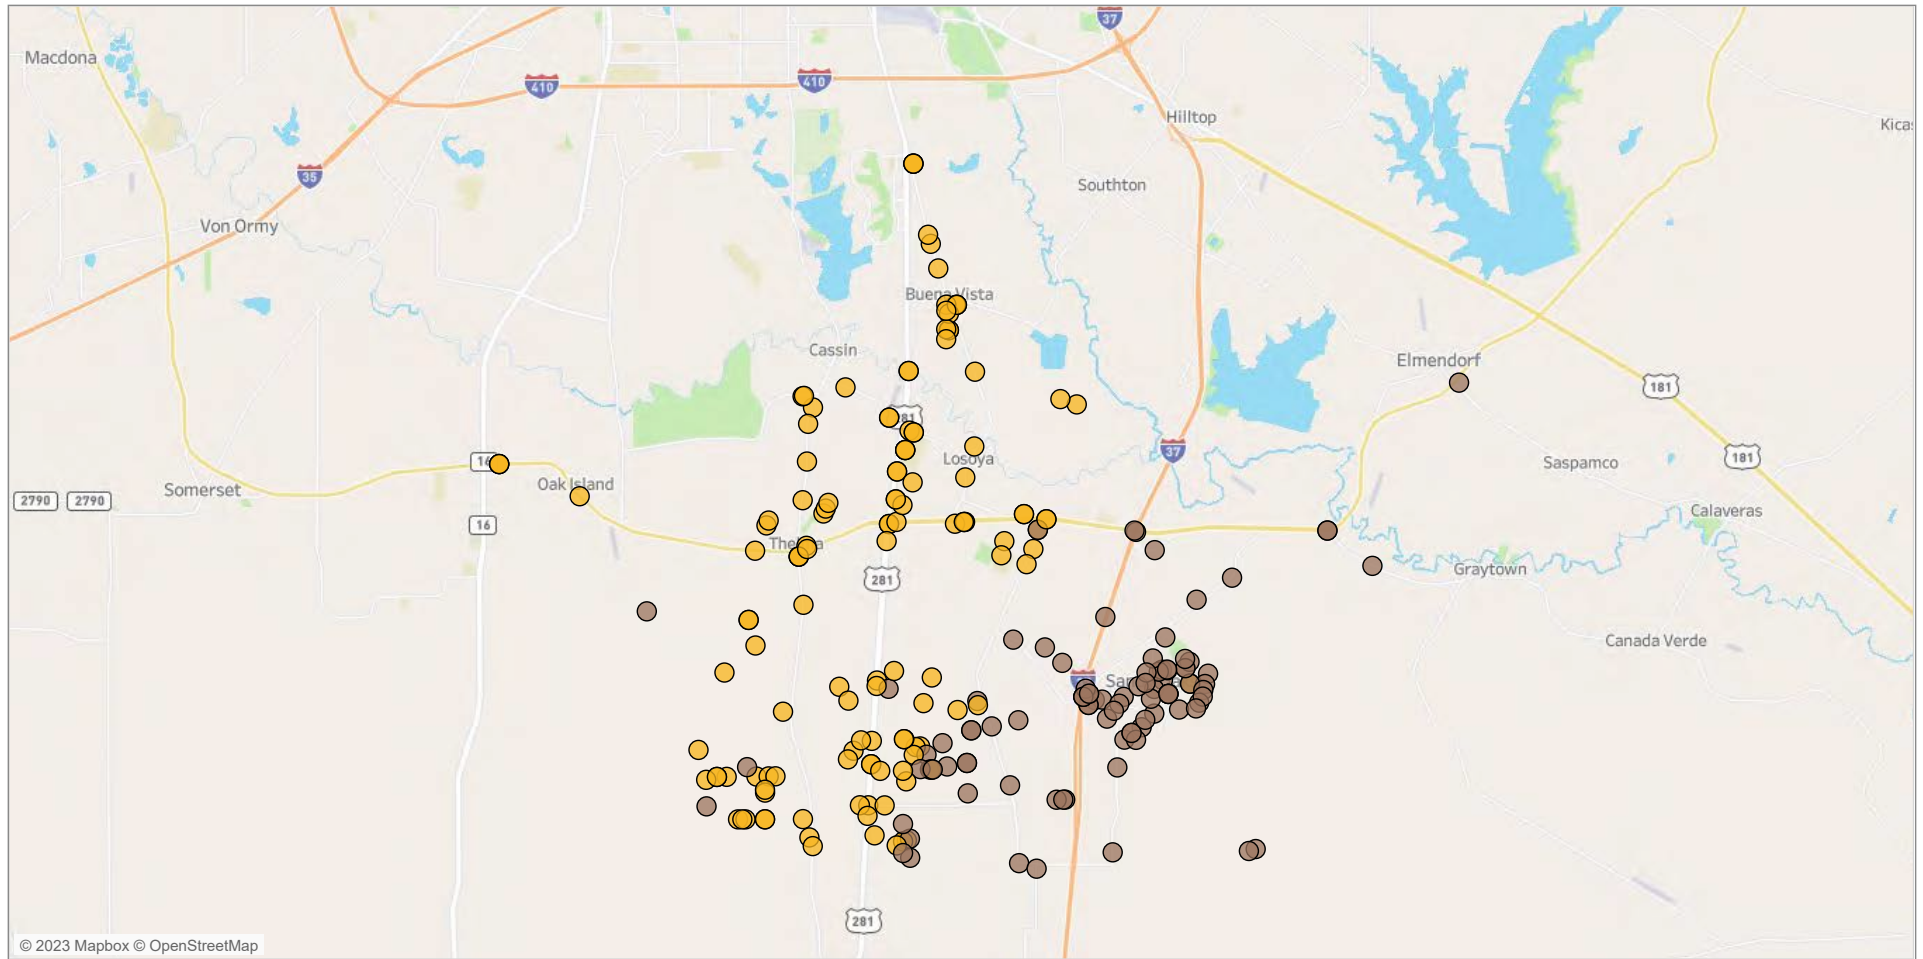 37
Macdona
410
410
Hilltop
Kica
35
Southton
Von Ormy
Buena Vista
Cassin
Elmendorf
181
37
181
Losoya
16
Saspamco
Oak Island
Somerset
2790
2790
Calaveras
16
Graytown
281
Canada Verde
281
© 2023 Mapbox © OpenStreetMap